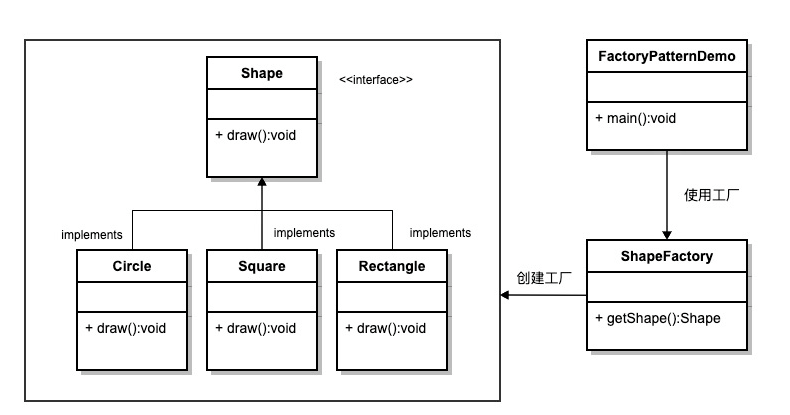 Shape
<<interface>>
+ draw():void
implements
implements
implements
Circle
Square
Rectangle
+ draw():void
+ draw():void
+ draw():void
FactoryPatternDemo
+ main():void
使用工厂
ShapeFactory
+ getShape():Shape
创建工厂